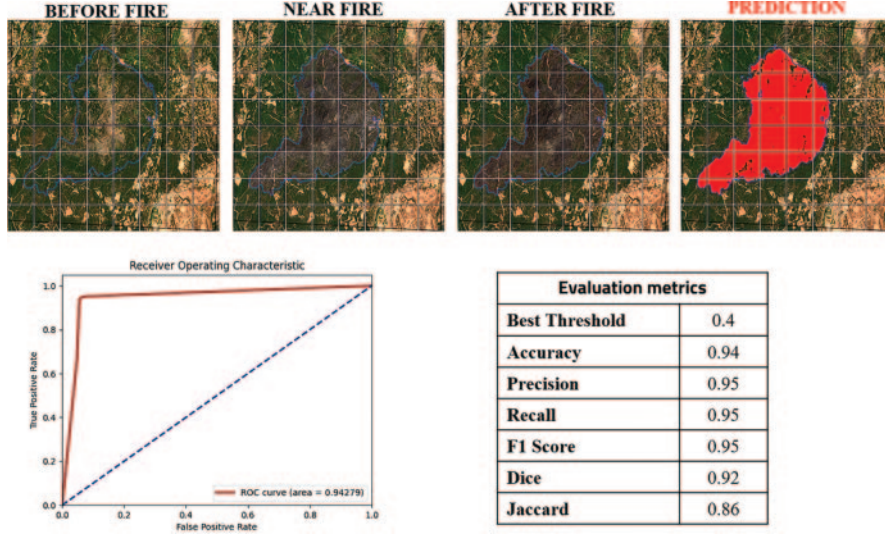 BEFORE FIRE
NEAR FIRE
AFTER FIRE
PREDICTION
Receiver Operating Characteristic
True Positive Rate
1.0
0.8
0.6
0.4
0.2
0.0
0.0 0.2 0.4 0.6 0.8 1.0
False Positive Rate
ROC curve (area = 0.94279)
Evaluation metrics
Best Threshold 0.4
Accuracy 0.94
Precision 0.95
Recall 0.95
F1 Score 0.95
Dice 0.92
Jaccard 0.86